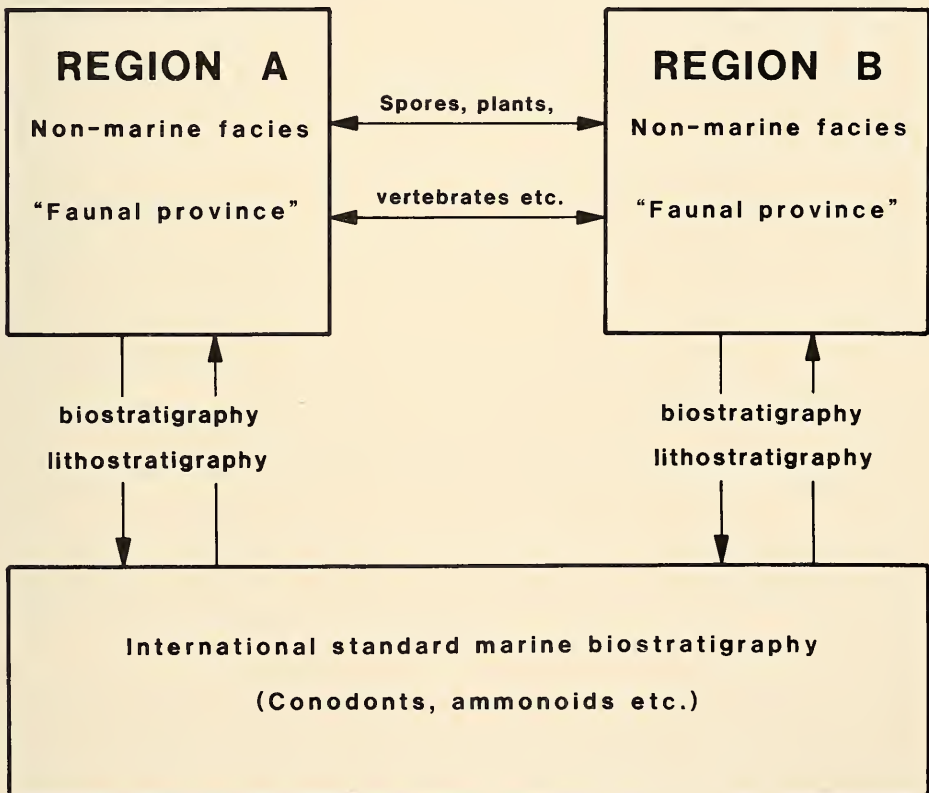 REGION A
Non-marine facies
“Faunal province”
Spores, plants,
vertebrates etc.
REGION B
Non-marine facies
“Faunal province”
biostratigraphy
lithostratigraphy
biostratigraphy
lithostratigraphy
International standard marine biostratigraphy
(Conodonts, ammonoids etc.)